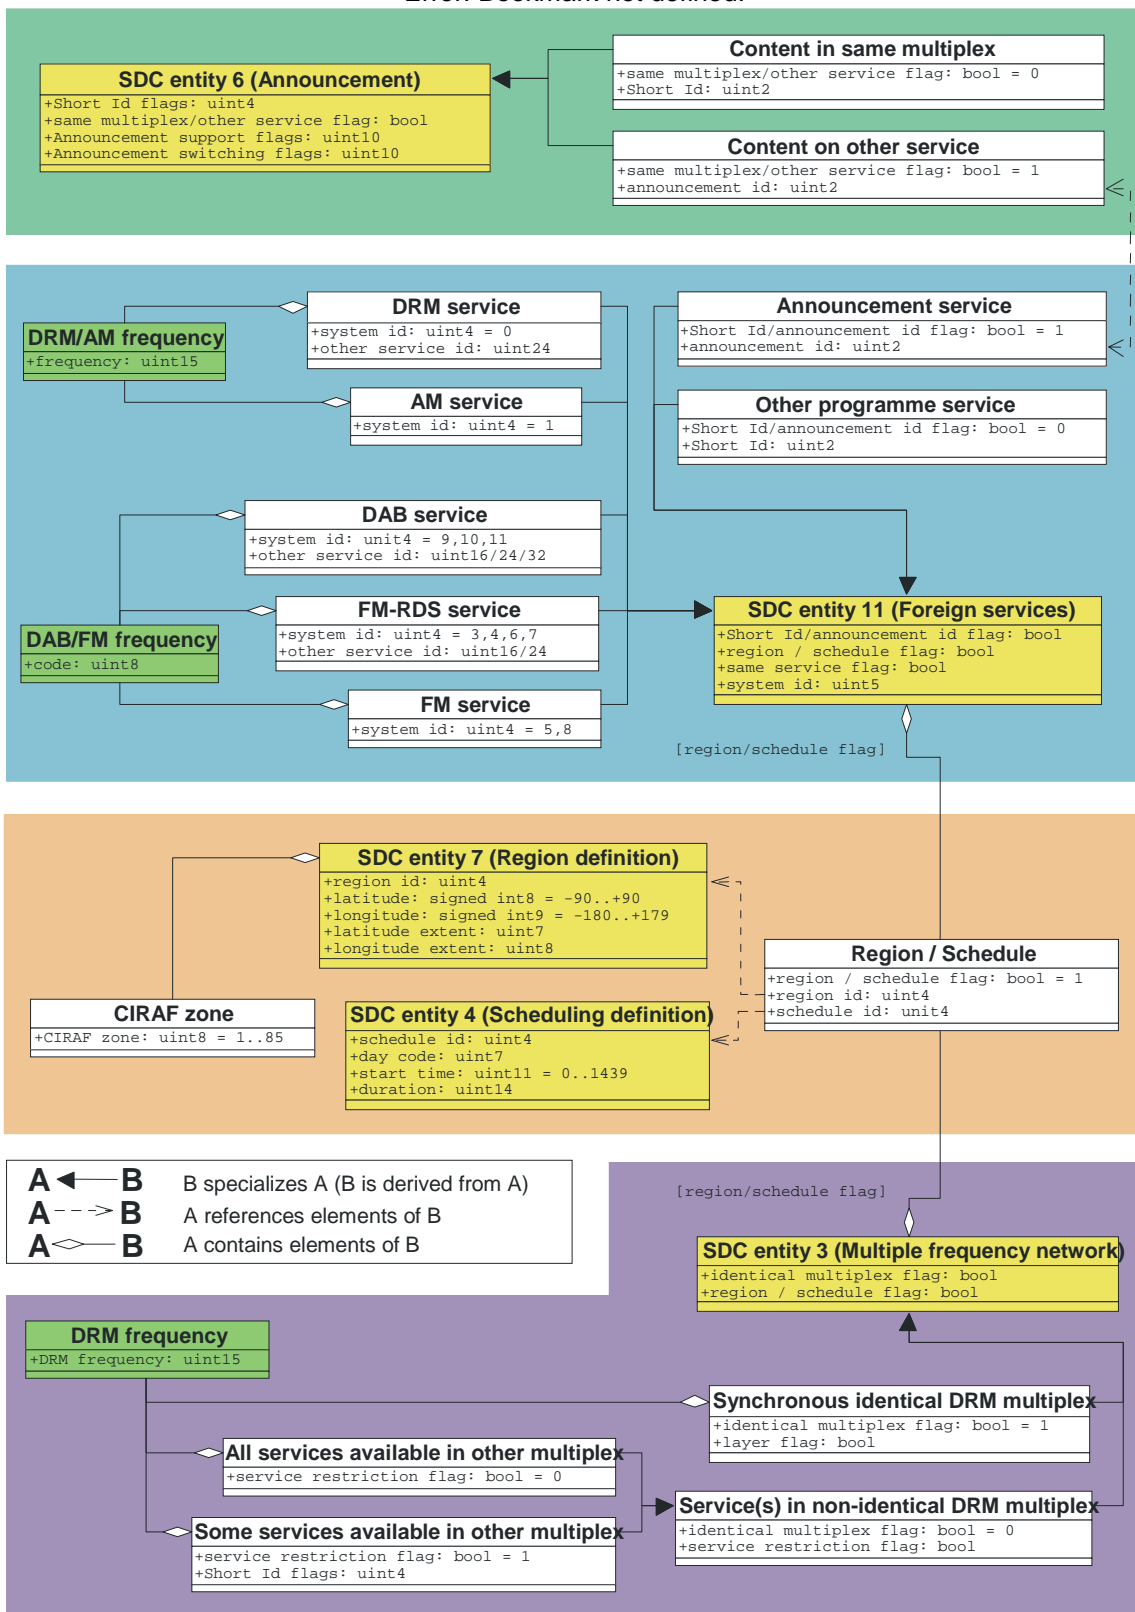 Content in same multiplex
+same multiplex/other service flag: bool = 0
+Short Id: uint2
SDC entity 6 (Announcement)
+Short Id flags: uint4
+same multiplex/other service flag: bool
+Announcement support flags: uint10
+Announcement switching flags: uint10
Content on other service
+same multiplex/other service flag: bool = 1
+announcement id: uint2
DRM service
+system id: uint4 = 0
+other service id: uint24
Announcement service
+Short Id/announcement id flag: bool = 1
+announcement id: uint2
DRM/AM frequency
+frequency: uint15
AM service
+system id: uint4 = 1
Other programme service
+Short Id/announcement id flag: bool = 0
+Short Id: uint2
DAB service
+system id: unit4 = 9,10,11
+other service id: uint16/24/32
FM-RDS service
+system id: uint4 = 3,4,6,7
+other service id: uint16/24
SDC entity 11 (Foreign services)
+Short Id/announcement id flag: bool
+region / schedule flag: bool
+same service flag: bool
+system id: uint5
DAB/FM frequency
+code: uint8
FM service
+system id: uint4 = 5,8
[region/schedule flag]
SDC entity 7 (Region definition)
+region id: uint4
+latitude: signed int8 = -90..+90
+longitude: signed int9 = -180..+179
+latitude extent: uint7
+longitude extent: uint8
Region / Schedule
+region / schedule flag: bool = 1
+region id: uint4
+schedule id: unit4
CIRAF zone
+CIRAF zone: uint8 = 1..85
SDC entity 4 (Scheduling definition)
+schedule id: uint4
+day code: uint7
+start time: uint11 = 0..1439
+duration: uint14
A B B specializes A (B is derived from A)
A B A references elements of B
A B A contains elements of B
[region/schedule flag]
SDC entity 3 (Multiple frequency network)
+identical multiplex flag: bool
+region / schedule flag: bool
DRM frequency
+DRM frequency: uint15
Synchronous identical DRM multiplex
+identical multiplex flag: bool = 1
+layer flag: bool
All services available in other multiplex
+service restriction flag: bool = 0
Service(s) in non-identical DRM multiplex
+identical multiplex flag: bool = 0
+service restriction flag: bool
Some services available in other multiplex
+service restriction flag: bool = 1
+Short Id flags: uint4